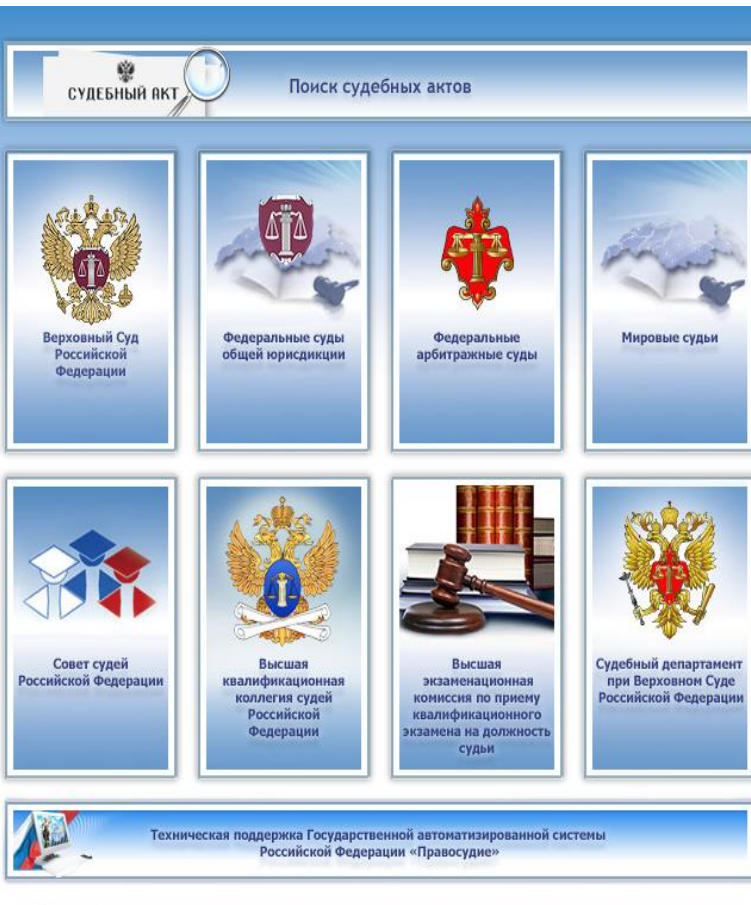 СУДЕБНЫЙ АКТ
Поиск судебных актов
Верховный Суд
Российской
Федерации
Федеральные суды
общей юрисдикции
Федеральные
арбитражные суды
Мировые судьи
Совет судей
Российской Федерации
Высшая
квалификационная
коллегия судей
Российской
Федерации
Высшая
экзаменационная
комиссия по приему
квалификационного
экзамена на должность
судьи
Судебный департамент
при Верховном Суде
Российской Федерации
Техническая поддержка Государственной автоматизированной системы
Российской Федерации «Правосудие»